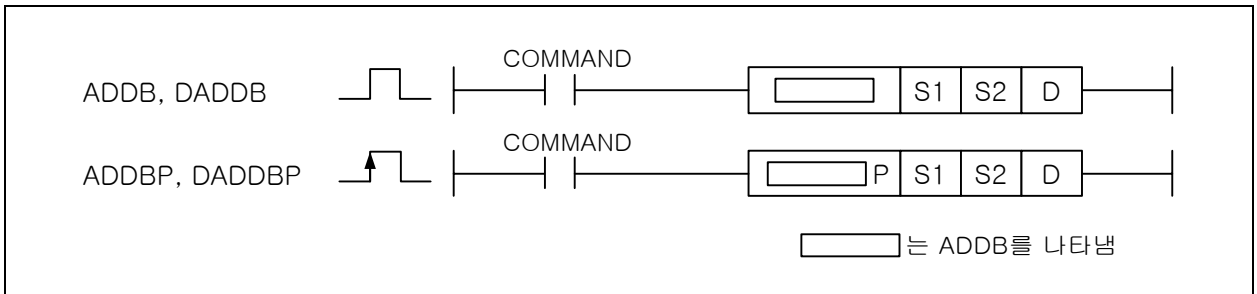 COMMAND
ADDB, DADDB S1 S2 D
COMMAND
ADDBP, DADDBP P S1 S2 D
는 ADDB를 나타냄